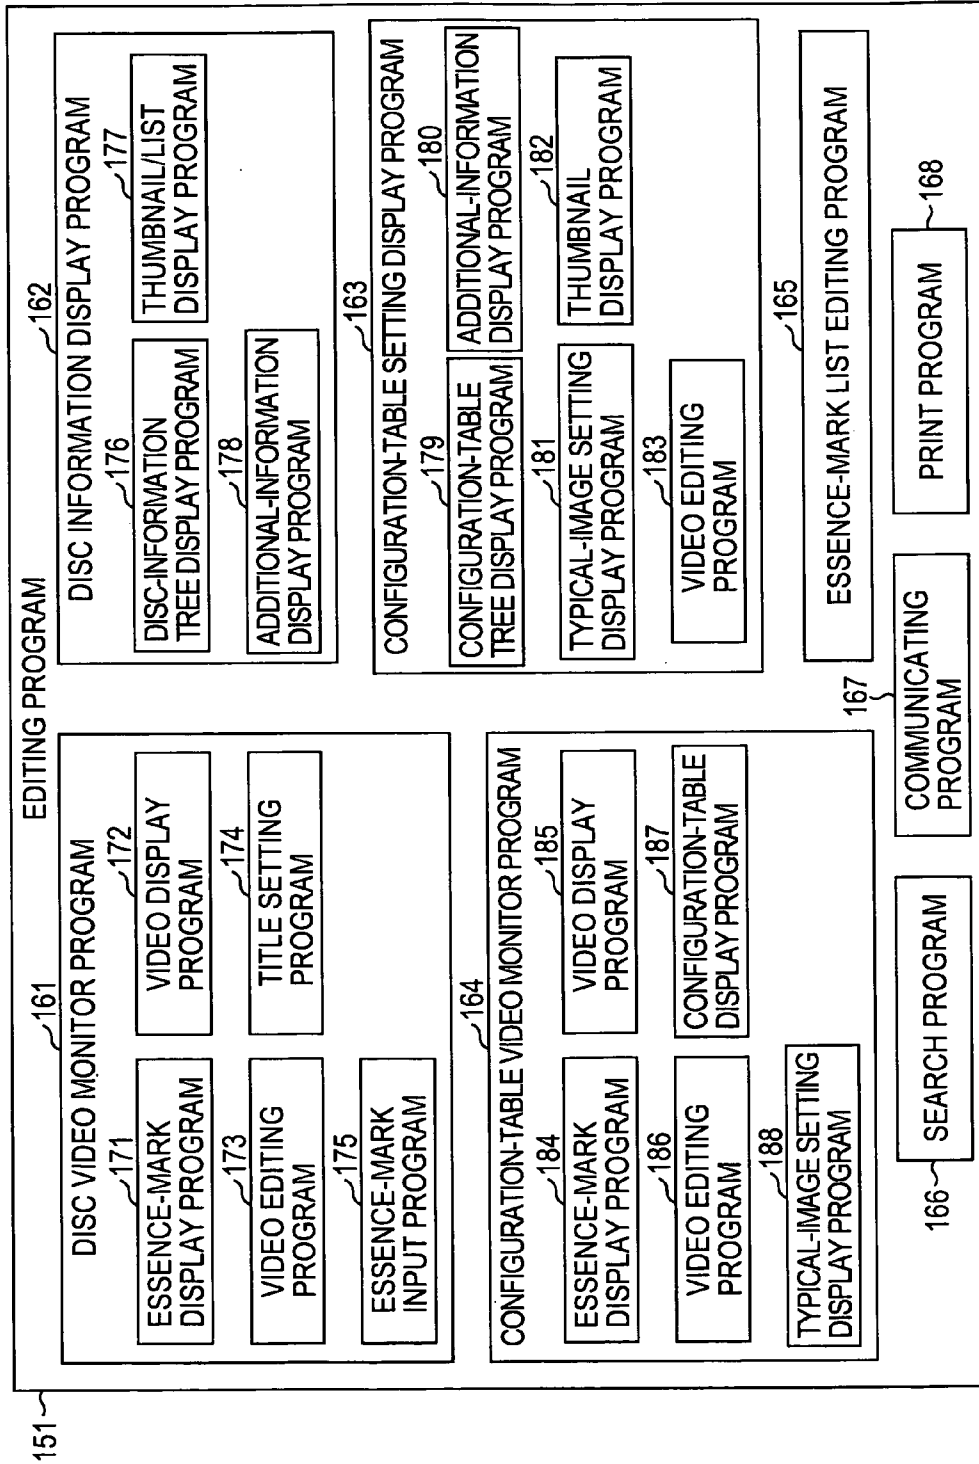 151
EDITING PROGRAM
161
DISC VIDEO MONITOR PROGRAM
171
ESSENCE-MARK
DISPLAY PROGRAM
172
VIDEO DISPLAY
PROGRAM
173
VIDEO EDITING
PROGRAM
174
TITLE SETTING
PROGRAM
175
ESSENCE-MARK
INPUT PROGRAM
162
DISC INFORMATION DISPLAY PROGRAM
176
DISC-INFORMATION
TREE DISPLAY PROGRAM
177
THUMBNAIL/LIST
DISPLAY PROGRAM
178
ADDITIONAL-INFORMATION
DISPLAY PROGRAM
163
CONFIGURATION-TABLE SETTING DISPLAY PROGRAM
179
CONFIGURATION-TABLE
TREE DISPLAY PROGRAM
180
ADDITIONAL-INFORMATION
DISPLAY PROGRAM
181
TYPICAL-IMAGE SETTING
DISPLAY PROGRAM
182
THUMBNAIL
DISPLAY PROGRAM
183
VIDEO EDITING
PROGRAM
164
CONFIGURATION-TABLE VIDEO MONITOR PROGRAM
184
ESSENCE-MARK
DISPLAY PROGRAM
185
VIDEO DISPLAY
PROGRAM
186
VIDEO EDITING
PROGRAM
187
CONFIGURATION-TABLE
DISPLAY PROGRAM
188
TYPICAL-IMAGE SETTING
DISPLAY PROGRAM
165
ESSENCE-MARK LIST EDITING PROGRAM
166
SEARCH PROGRAM
167
COMMUNICATING
PROGRAM
168
PRINT PROGRAM